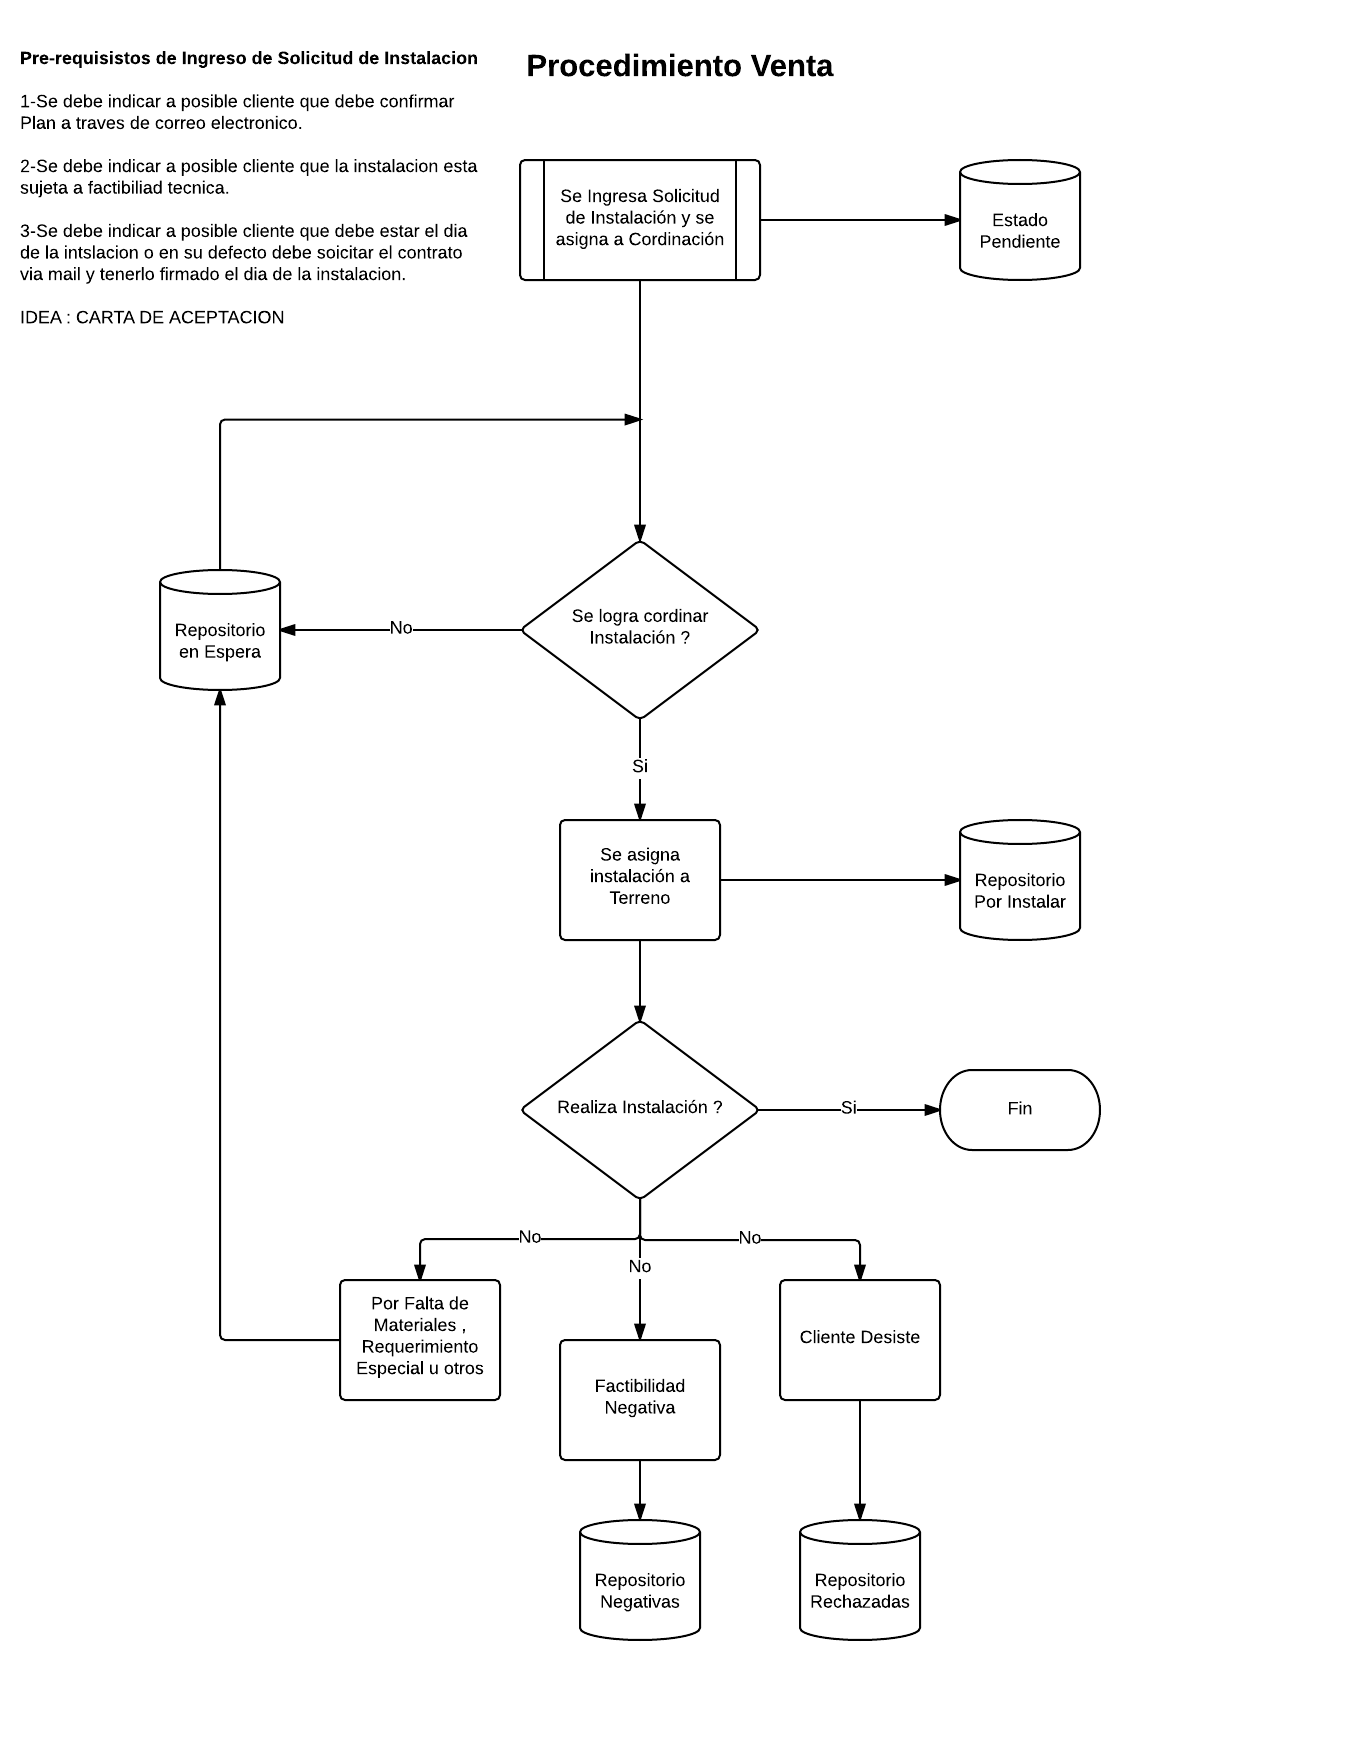 Pre-requisistos de Ingreso de Solicitud de Instalacion
1-Se debe indicar a posible cliente que debe confirmar
Plan a traves de correo electronico.
2-Se debe indicar a posible cliente que la instalacion esta
sujeta a factibiliad tecnica.
3-Se debe indicar a posible cliente que debe estar el dia
de la intslacion o en su defecto debe soicitar el contrato
via mail y tenerlo firmado el dia de la instalacion.
IDEA : CARTA DE ACEPTACION
Procedimiento Venta
Se Ingresa Solicitud
de Instalación y se
asigna a Cordinación
Estado
Pendiente
Se logra cordinar
Instalación ?
No
Repositorio
en Espera
Si
Se asigna
instalación a
Terreno
Repositorio
Por Instalar
Realiza Instalación ?
Si
Fin
No
No
No
Por Falta de
Materiales ,
Requerimiento
Especial u otros
Factibilidad
Negativa
Cliente Desiste
Repositorio
Negativas
Repositorio
Rechazadas